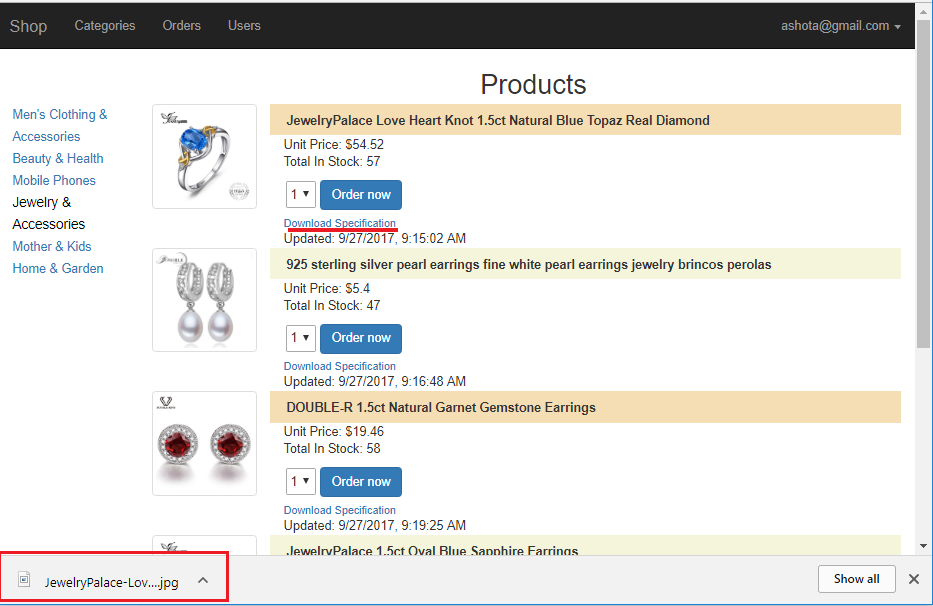 Shop Categories Orders Users ashota@gmail.com
Products
Men's Clothing &
Accessories
Beauty & Health
Mobile Phones
Jewelry &
Accessories
Mother & Kids
Home & Garden
JewelryPalace Love Heart Knot 1.5ct Natural Blue Topaz Real Diamond
Unit Price: $54.52
Total In Stock: 57
1 Order now
Download Specification
Updated: 9/27/2017, 9:15:02 AM
925 sterling silver pearl earrings fine white pearl earrings jewelry brincos perolas
Unit Price: $5.4
Total In Stock: 47
1 Order now
Download Specification
Updated: 9/27/2017, 9:16:48 AM
DOUBLE-R 1.5ct Natural Garnet Gemstone Earrings
Unit Price: $19.46
Total In Stock: 58
1 Order now
Download Specification
Updated: 9/27/2017, 9:19:25 AM
JewelryPalace 1.5ct Oval Blue Sapphire Earrings
JewelryPalace-Lov....jpg
Show all